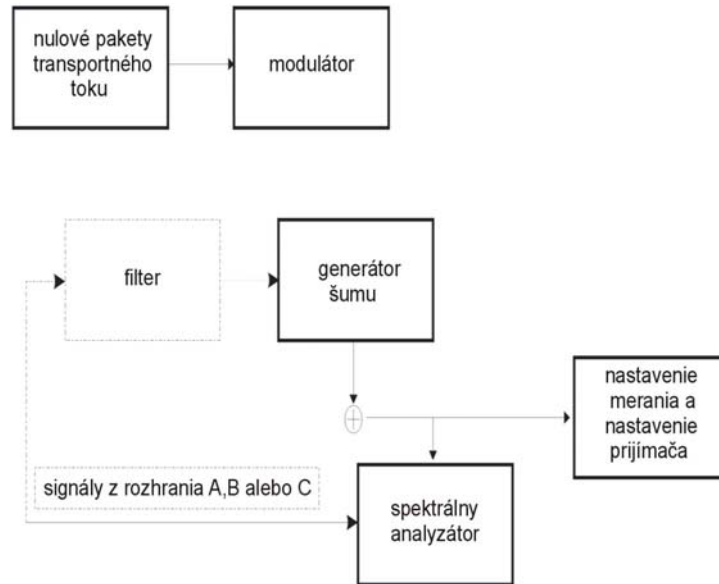 nulové pakety
transportného
toku
modulátor
filter
generátor
šumu
nastavenie
merania a
nastavenie
prijímača
signály z rozhrania A,B alebo C
spektrálny
analyzátor